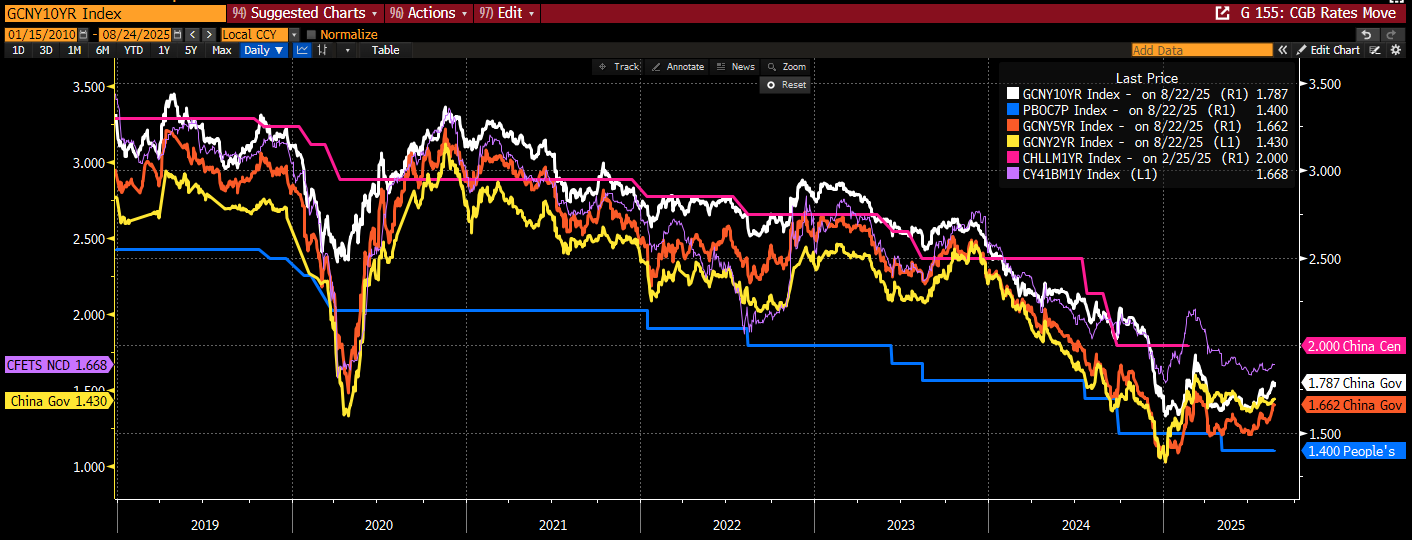 GCNY10YR Index 94) Suggested Charts 96) Actions 97) Edit G 155: CGB Rates Move
01/15/2010 - 08/24/2025 Local CCY Normalize
1D 3D 1M 6M YTD 1Y 5Y Max Daily ▼ Table Add Data « Edit Chart
Track Annotate News Zoom
Reset
Last Price
GCNY10YR Index - on 8/22/25 (R1) 1.787
PBOC7P Index - on 8/22/25 (R1) 1.400
GCNY5YR Index - on 8/22/25 (R1) 1.662
GCNY2YR Index - on 8/22/25 (L1) 1.430
CHLLM1YR Index - on 2/25/25 (R1) 2.000
CY41BM1Y Index (L1) 1.668
3.500
3.000
2.500
2.000
CFETS NCD 1.668
1.500
China Gov 1.430
1.000
3.500
3.000
2.500
2.000 China Cen
1.787 China Gov
1.662 China Gov
1.500
1.400 People's
2019 2020 2021 2022 2023 2024 2025